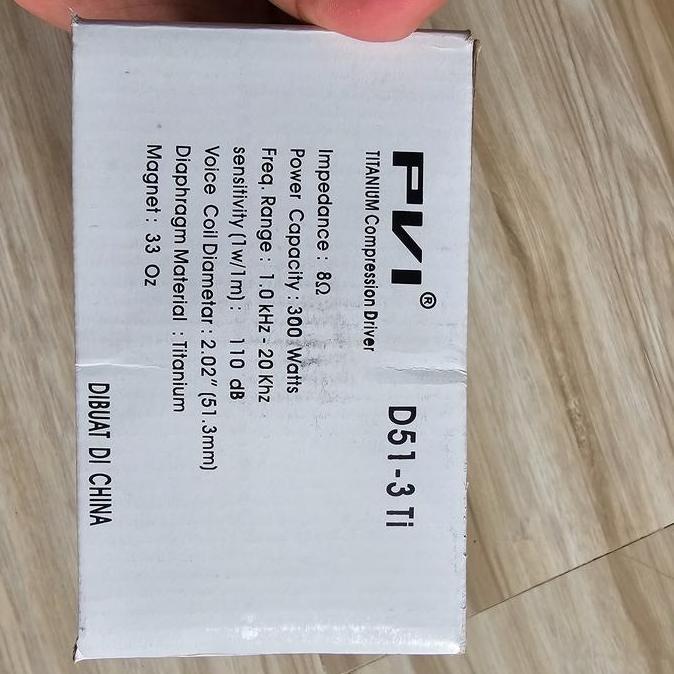 PVI®
D51-3 Ti
TITANIUM Compression Driver
Impedance : 8Ω
Power Capacity : 300 Watts
Freq. Range : 1.0 kHz - 20 Khz
sensitivity (1w/1m) : 110 dB
Voice Coil Diametar : 2.02" (51.3mm)
Diaphragm Material : Titanium
Magnet : 33 Oz
DIBUAT DI CHINA